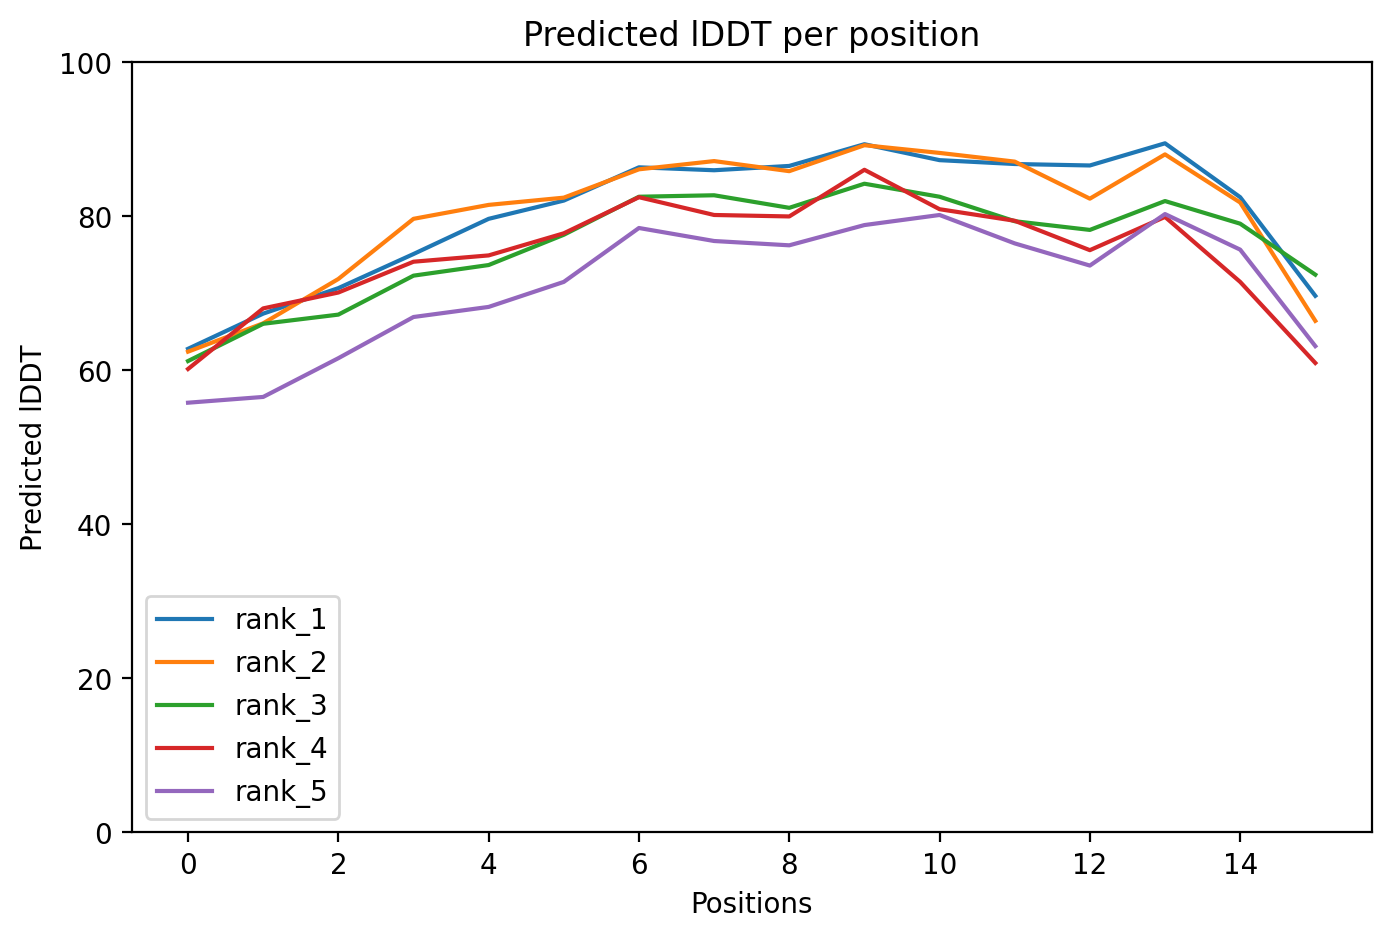 Predicted lDDT per position
100
80
60
40
20
0
Predicted lDDT
rank_1
rank_2
rank_3
rank_4
rank_5
0 2 4 6 8 10 12 14
Positions